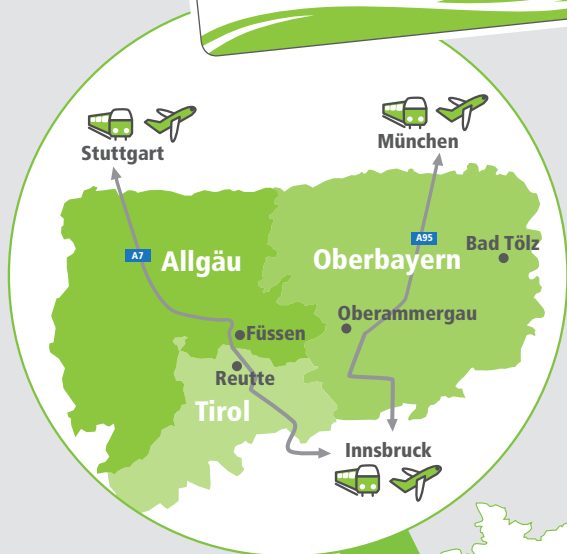 Stuttgart
München
A7
Allgäu
A95
Oberbayern
Bad Tölz
Oberammergau
Füssen
Reutte
Tirol
Innsbruck